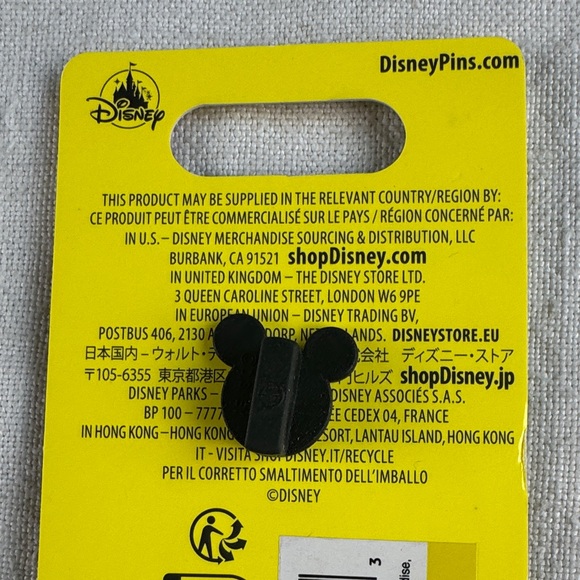 DisneyPins.com
Disney
THIS PRODUCT MAY BE SUPPLIED IN THE RELEVANT COUNTRY/REGION BY:
CE PRODUIT PEUT ÊTRE COMMERCIALISÉ SUR LE PAYS / RÉGION CONCERNÉ PAR:
IN U.S. – DISNEY MERCHANDISE SOURCING & DISTRIBUTION, LLC
BURBANK, CA 91521 shopDisney.com
IN UNITED KINGDOM – THE DISNEY STORE LTD.
3 QUEEN CAROLINE STREET, LONDON W6 9PE
IN EUROPEAN UNION – DISNEY TRADING BV,
POSTBUS 406, 2130 DISNEYSTORE.EU
日本国内 – ウォルト・ ディズニー・ストア
〒105-6355 東京都港区 ヒルズ shopDisney.jp
DISNEY PARKS – DISNEY ASSOCIÉS S.A.S.
BP 100 – CEDEX 04, FRANCE
IN HONG KONG – HONG LANTAU ISLAND, HONG KONG
IT - VISITA SHOPDISNEY.IT/RECYCLE
PER IL CORRETTO SMALTIMENTO DELL'IMBALLO
©DISNEY
3